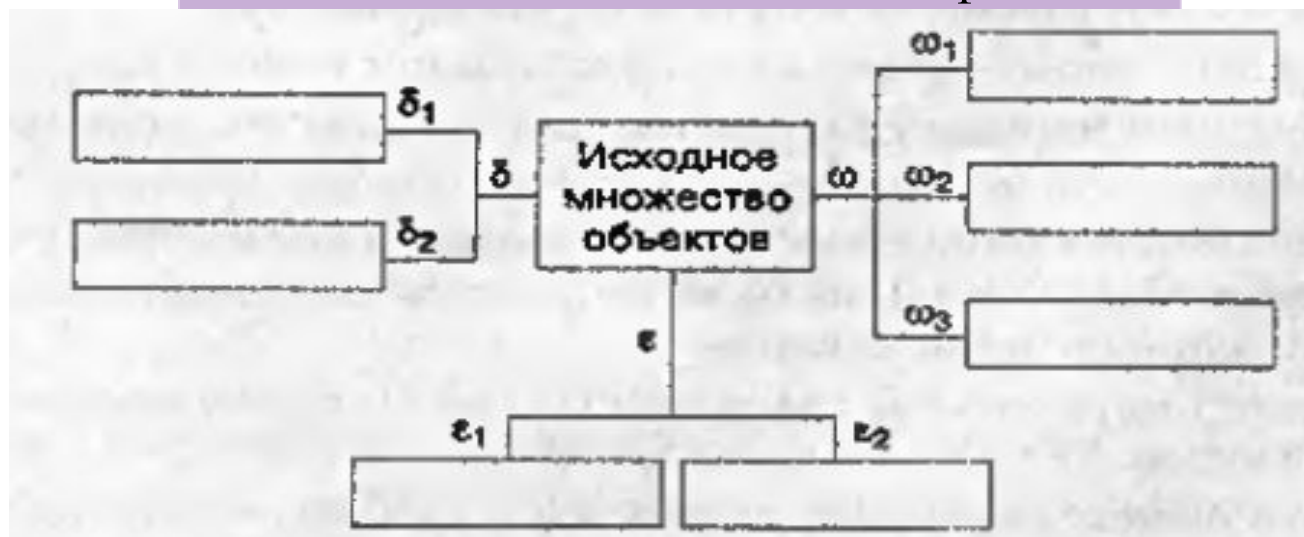 ω₁
δ₁
Исходное
множество
объектов
δ
ω
ω₂
δ₂
ω₃
ε
ε₁
ε₂